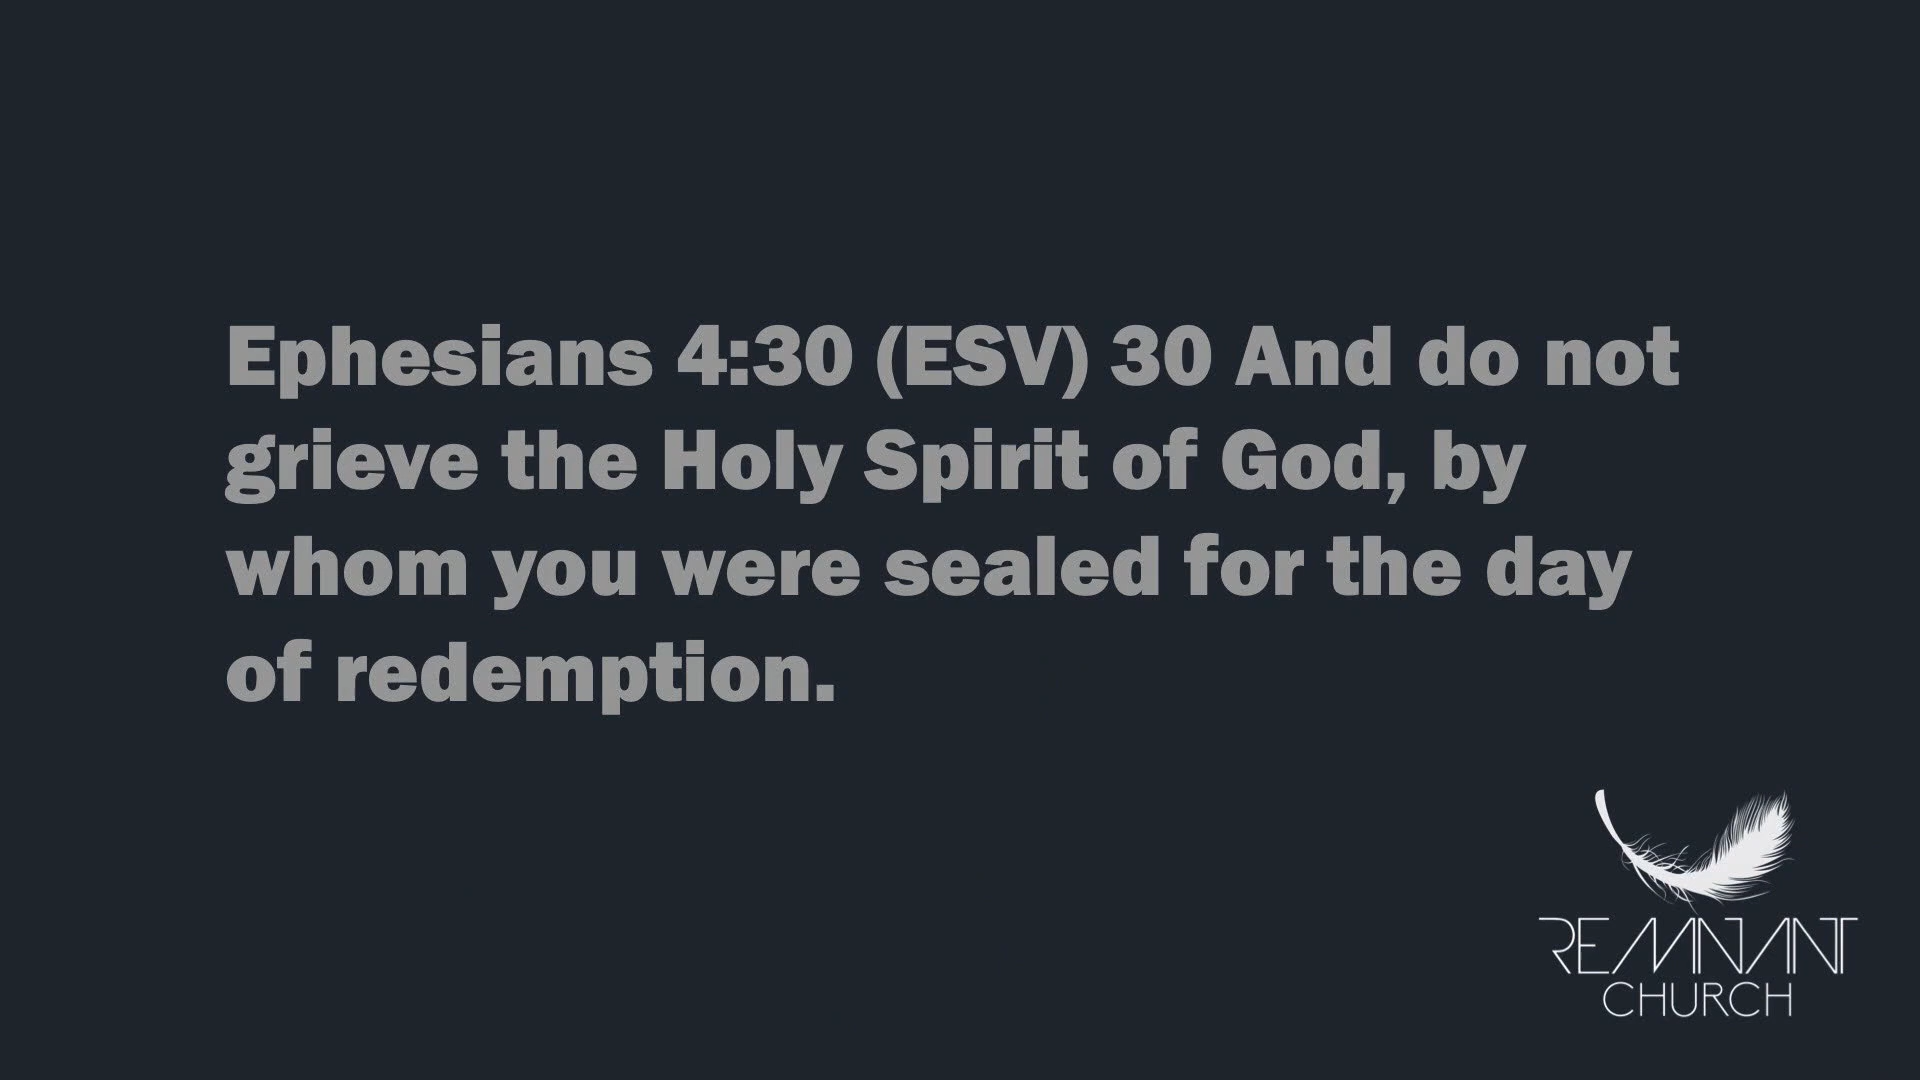 Ephesians 4:30 (ESV) 30 And do not
grieve the Holy Spirit of God, by
whom you were sealed for the day
of redemption.
REMNANT
CHURCH